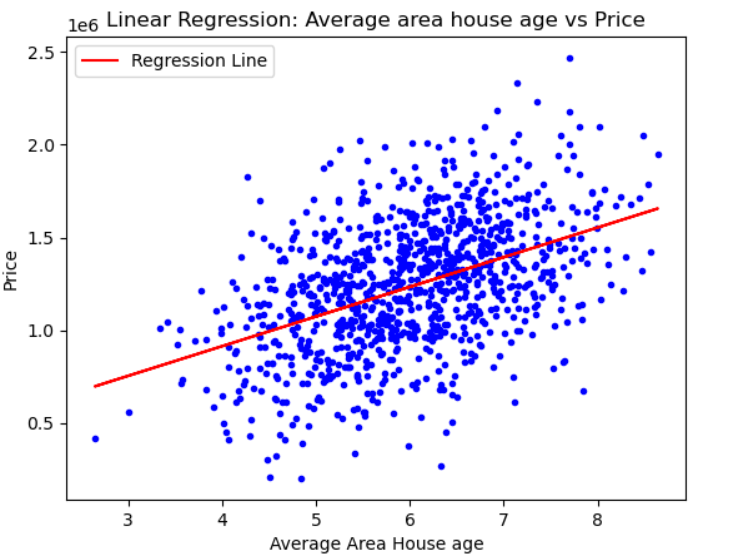 Linear Regression: Average area house age vs Price
1e6
Regression Line
2.5
2.0
1.5
1.0
0.5
Price
3 4 5 6 7 8
Average Area House age